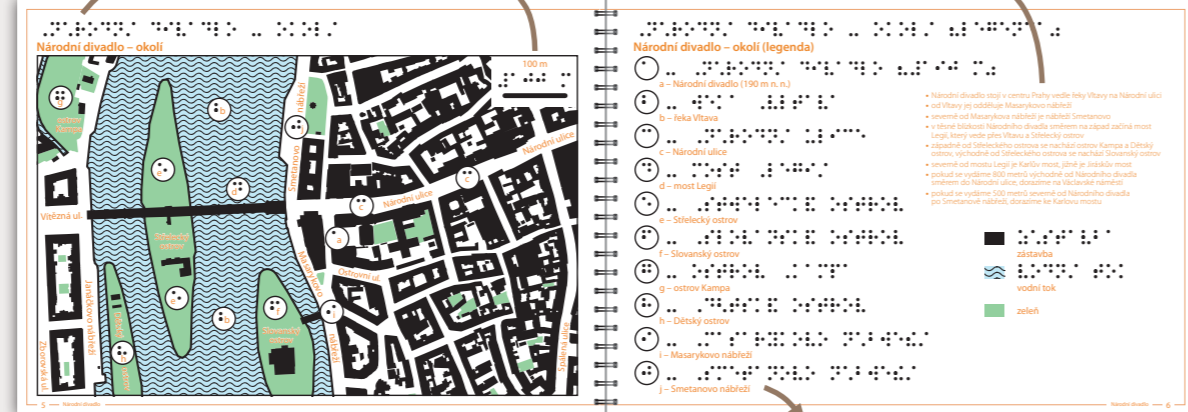 Národní divadlo – okolí
100 m
ostrov
Kampa
Smetanovo
nábřeží
Národní ulice
Národní ulice
Vítězná ul.
Střelecký
ostrov
Masarykovo
nábřeží
Ostrovní ul.
Janáčkovo nábřeží
Dětský
ostrov
Slovanský
ostrov
Zborovská ul.
Spálená ulice
5
Národní divadlo
Národní divadlo – okolí (legenda)
a – Národní divadlo (190 m n. n.)
b – řeka Vltava
c – Národní ulice
d – most Legií
e – Střelecký ostrov
f – Slovanský ostrov
g – ostrov Kampa
h – Dětský ostrov
i – Masarykovo nábřeží
j – Smetanovo nábřeží
• Národní divadlo stojí v centru Prahy vedle řeky Vltavy na Národní ulici
• od Vltavy jej odděluje Masarykovo nábřeží
• severně od Masarykova nábřeží je nábřeží Smetanovo
• v těsné blízkosti Národního divadla směrem na západ začíná most
Legií, který vede přes Vltavu a Střelecký ostrov
• západně od Střeleckého ostrova se nachází ostrov Kampa a Dětský
ostrov, východně od Střeleckého ostrova se nachází Slovanský ostrov
• severně od mostu Legií je Karlův most, jižně je Jiráskův most
• pokud se vydáme 800 metrů východně od Národního divadla
směrem do Národní ulice, dorazíme na Václavské náměstí
• pokud se vydáme 500 metrů severně od Národního divadla
po Smetanově nábřeží, dorazíme ke Karlovu mostu
zástavba
vodní tok
zeleň
Národní divadlo
6